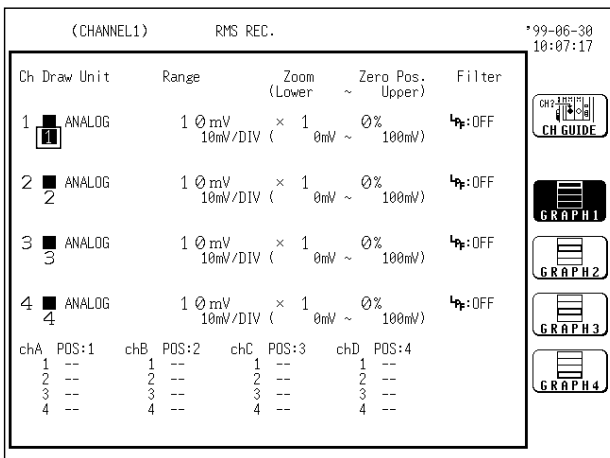 (CHANNEL1) RMS REC. '99-06-30
10:07:17
Ch Draw Unit Range Zoom Zero Pos. Filter
(Lower ~ Upper)
1 ■ ANALOG 10mV × 1 0% LPF:OFF
1 10mV/DIV ( 0mV ~ 100mV)
2 ■ ANALOG 10mV × 1 0% LPF:OFF
2 10mV/DIV ( 0mV ~ 100mV)
3 ■ ANALOG 10mV × 1 0% LPF:OFF
3 10mV/DIV ( 0mV ~ 100mV)
4 ■ ANALOG 10mV × 1 0% LPF:OFF
4 10mV/DIV ( 0mV ~ 100mV)
chA POS:1 chB POS:2 chC POS:3 chD POS:4
1 -- 1 -- 1 -- 1 --
2 -- 2 -- 2 -- 2 --
3 -- 3 -- 3 -- 3 --
4 -- 4 -- 4 -- 4 --
CH GUIDE
GRAPH1
GRAPH2
GRAPH3
GRAPH4